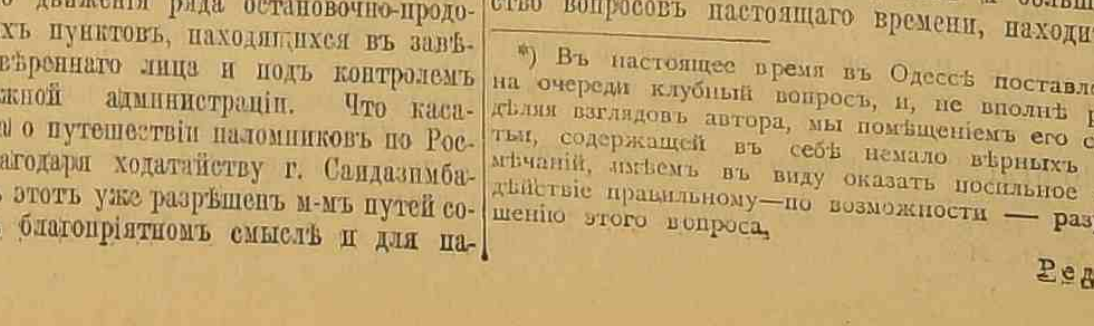 движенія ряда остановочно-продо-
хъ пунктовъ, находящихся въ завѣ-
вѣреннаго лица и подъ контролемъ
жной администраціи. Что каса-
о путешествіи паломниковъ по Рос-
агодаря ходатайству г. Саидазимба-
ъ этотъ уже разрѣшенъ м-мъ путей со-
благопріятномъ смыслѣ и для па-
ство вопросовъ настоящаго времени, находи
*) Въ настоящее время въ Одессѣ поставл
на очереди клубный вопросъ, и, не вполнѣ р
дѣляя взглядовъ автора, мы помѣщеніемъ его с
тьи, содержащей въ себѣ немало вѣрныхъ
мѣчаній, имѣемъ въ виду оказать посильное
дѣйствіе правильному—по возможности — раз
шенію этого вопроса,
Ред